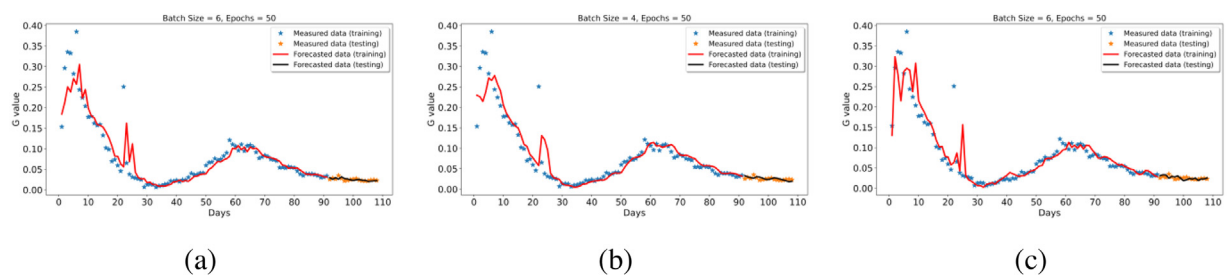 Batch Size = 6, Epochs = 50
0.40
0.35
0.30
0.25
0.20
0.15
0.10
0.05
0.00
G value
Measured data (training)
Measured data (testing)
Forecasted data (training)
Forecasted data (testing)
0 10 20 30 40 50 60 70 80 90 100 110
Days
(a)
Batch Size = 4, Epochs = 50
0.40
0.35
0.30
0.25
0.20
0.15
0.10
0.05
0.00
G value
Measured data (training)
Measured data (testing)
Forecasted data (training)
Forecasted data (testing)
0 10 20 30 40 50 60 70 80 90 100 110
Days
(b)
Batch Size = 6, Epochs = 50
0.40
0.35
0.30
0.25
0.20
0.15
0.10
0.05
0.00
G value
Measured data (training)
Measured data (testing)
Forecasted data (training)
Forecasted data (testing)
0 10 20 30 40 50 60 70 80 90 100 110
Days
(c)